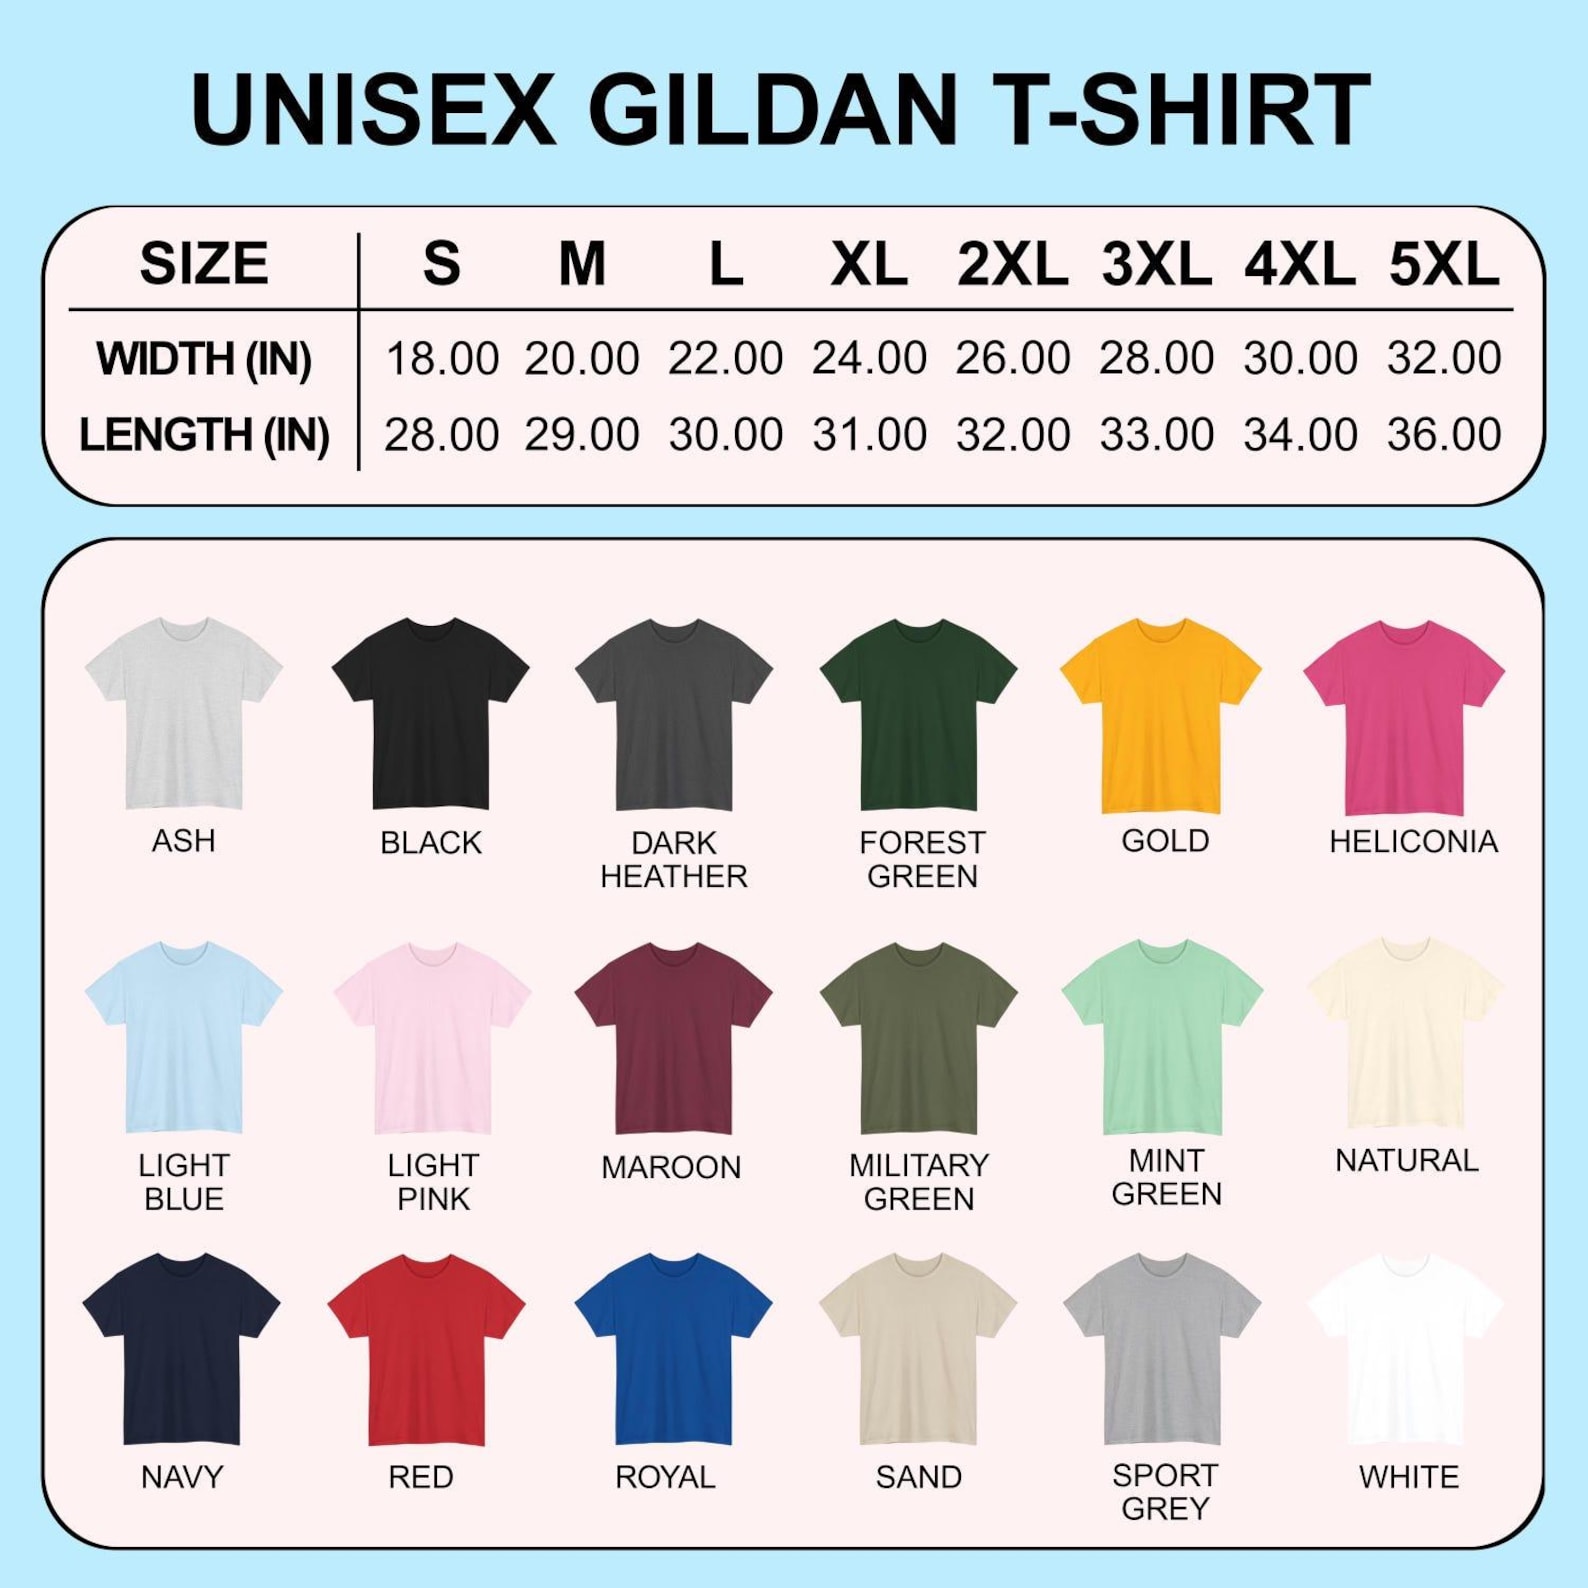 UNISEX GILDAN T-SHIRT
SIZE S M L XL 2XL 3XL 4XL 5XL
WIDTH (IN) 18.00 20.00 22.00 24.00 26.00 28.00 30.00 32.00
LENGTH (IN) 28.00 29.00 30.00 31.00 32.00 33.00 34.00 36.00
ASH
BLACK
DARK
HEATHER
FOREST
GREEN
GOLD
HELICONIA
LIGHT
BLUE
LIGHT
PINK
MAROON
MILITARY
GREEN
MINT
GREEN
NATURAL
NAVY
RED
ROYAL
SAND
SPORT
GREY
WHITE